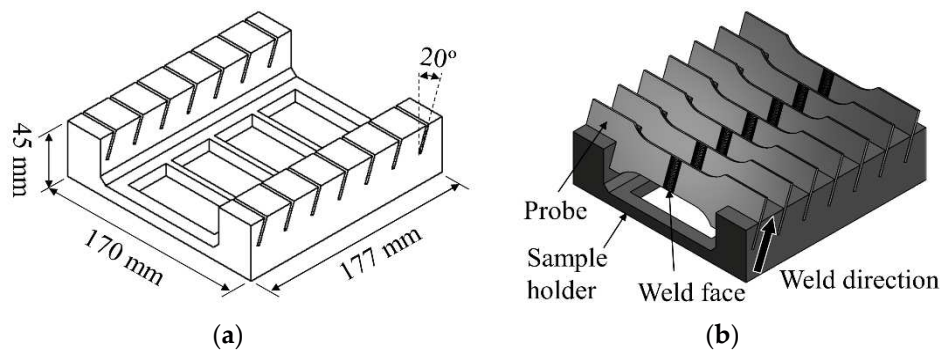 20°
45 mm
170 mm
177 mm
(a)
Probe
Sample
holder
Weld face
Weld direction
(b)